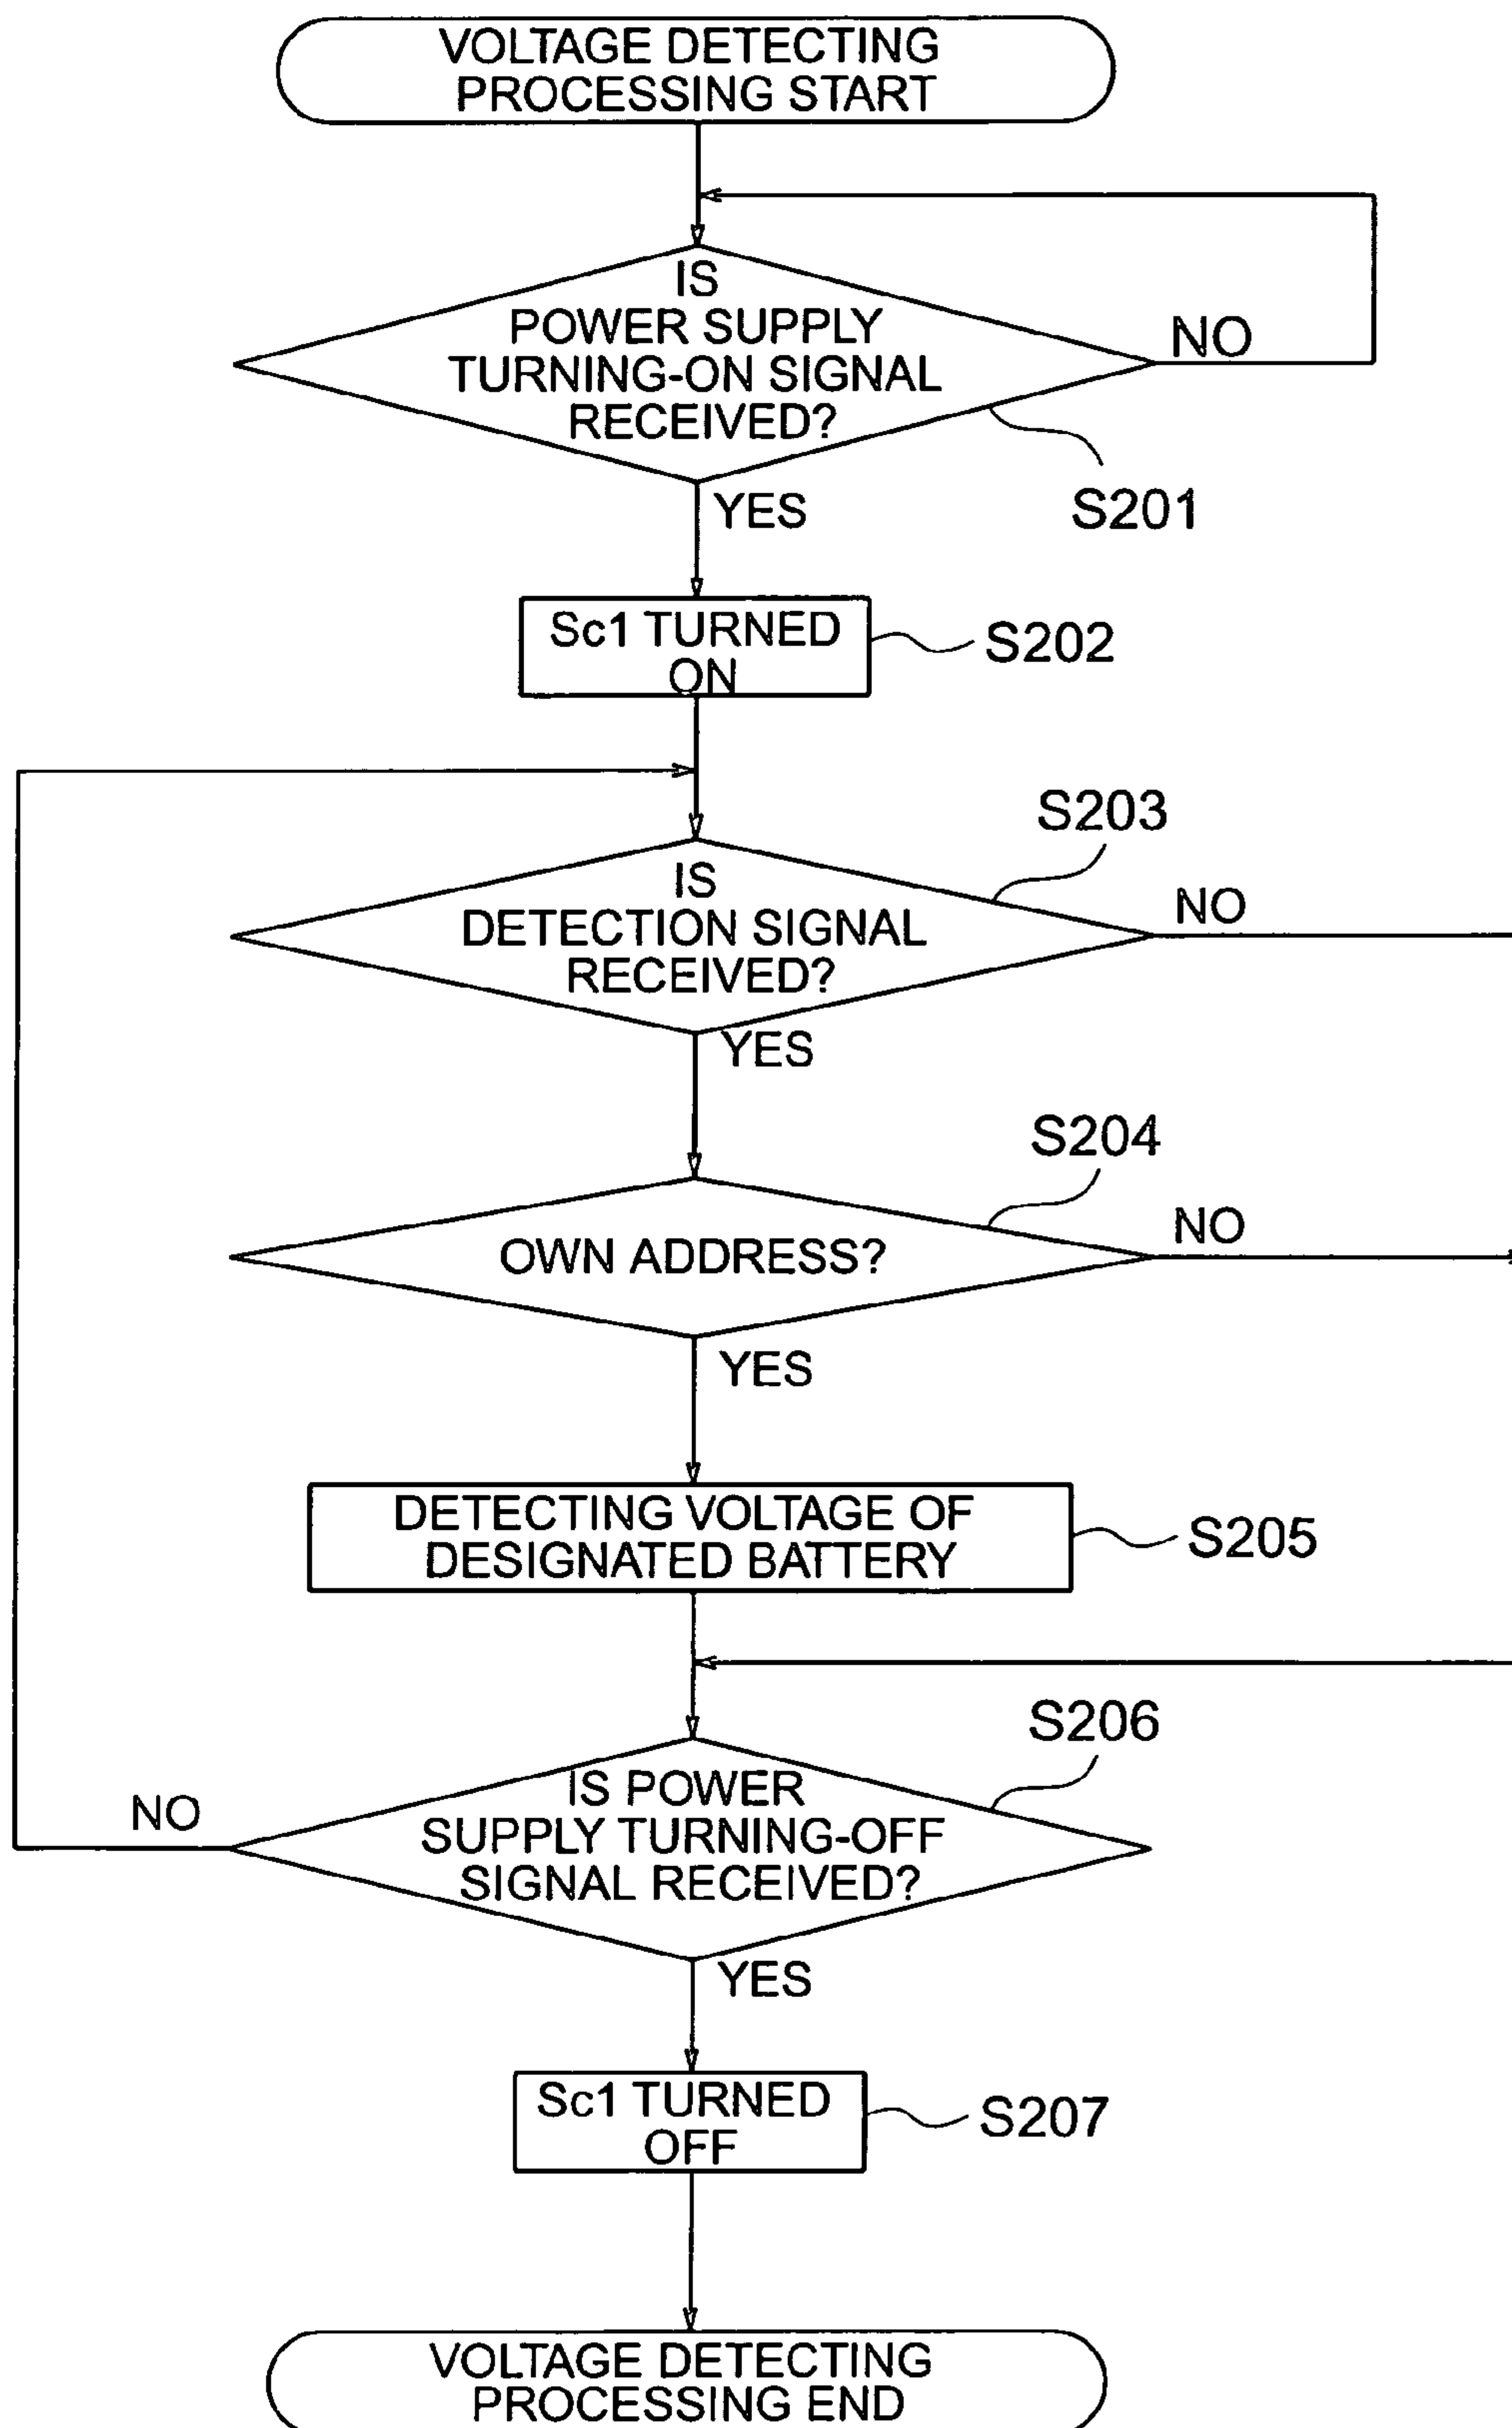 VOLTAGE DETECTING
PROCESSING START
IS
POWER SUPPLY
TURNING-ON SIGNAL
RECEIVED?
NO
S201
YES
Sc1 TURNED
ON
S202
S203
IS
DETECTION SIGNAL
RECEIVED?
NO
YES
S204
OWN ADDRESS?
NO
YES
DETECTING VOLTAGE OF
DESIGNATED BATTERY
S205
S206
IS POWER
SUPPLY TURNING-OFF
SIGNAL RECEIVED?
NO
YES
Sc1 TURNED
OFF
S207
VOLTAGE DETECTING
PROCESSING END